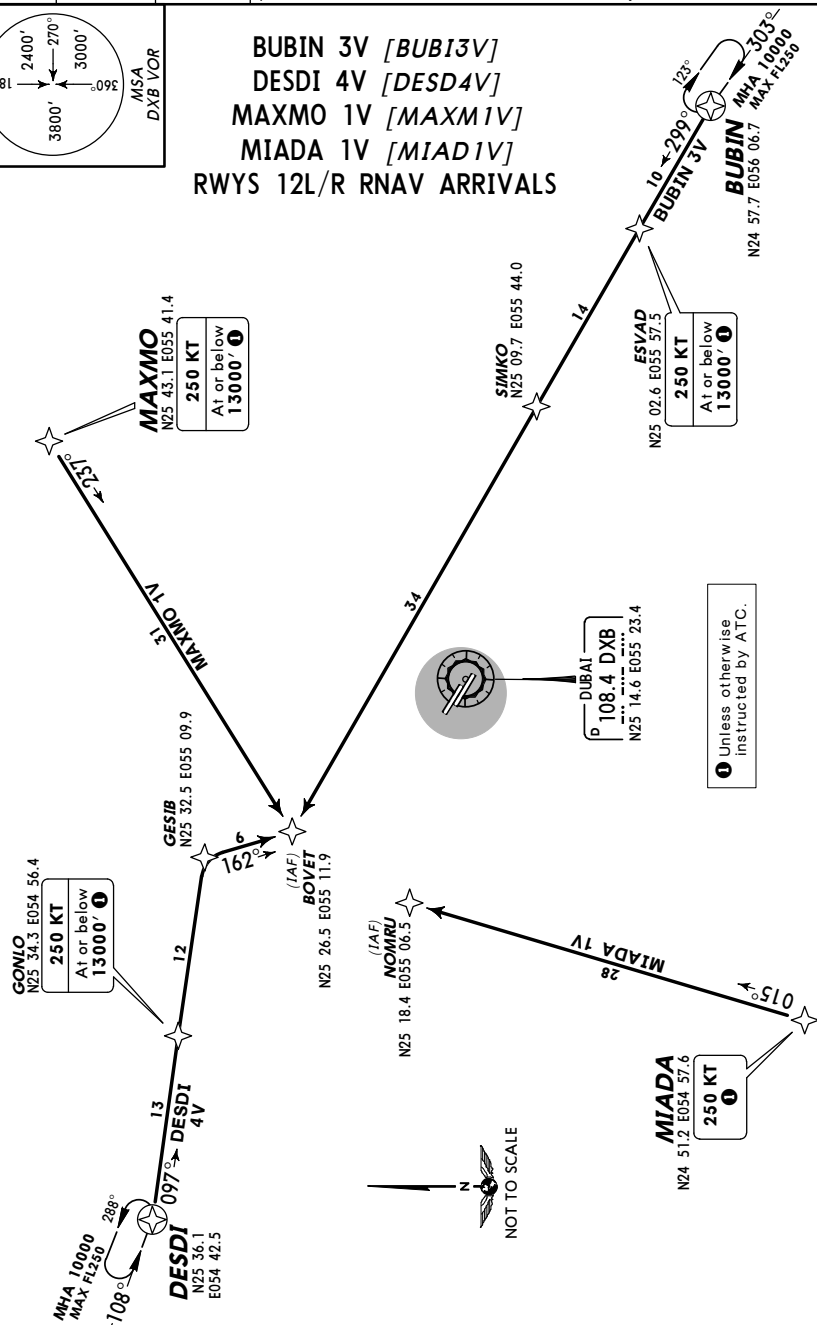 2400'
270°
3000'
18
360°
3800'
MSA
DXB VOR
BUBIN 3V [BUBI3V]
DESDI 4V [DESD4V]
MAXMO 1V [MAXM1V]
MIADA 1V [MIAD1V]
RWYS 12L/R RNAV ARRIVALS
303°
123°
MHA 10000
MAX FL250
BUBIN
N24 57.7 E056 06.7
299°
10
BUBIN 3V
ESVAD
N25 02.6 E055 57.5
250 KT
At or below
13000' 1
14
SIMKO
N25 09.7 E055 44.0
34
MAXMO
N25 43.1 E055 41.4
250 KT
At or below
13000' 1
237°
MAXMO 1V
31
DUBAI
D 108.4 DXB
N25 14.6 E055 23.4
1 Unless otherwise
instructed by ATC.
GESIB
N25 32.5 E055 09.9
6
162°
(IAF)
BOVET
N25 26.5 E055 11.9
GONLO
N25 34.3 E054 56.4
250 KT
At or below
13000' 1
12
(IAF)
NOMRU
N25 18.4 E055 06.5
MIADA 1V
28
015°
MIADA
N24 51.2 E054 57.6
250 KT
1
13
097°
DESDI
4V
288°
MHA 10000
MAX FL250
108°
DESDI
N25 36.1
E054 42.5
N
NOT TO SCALE